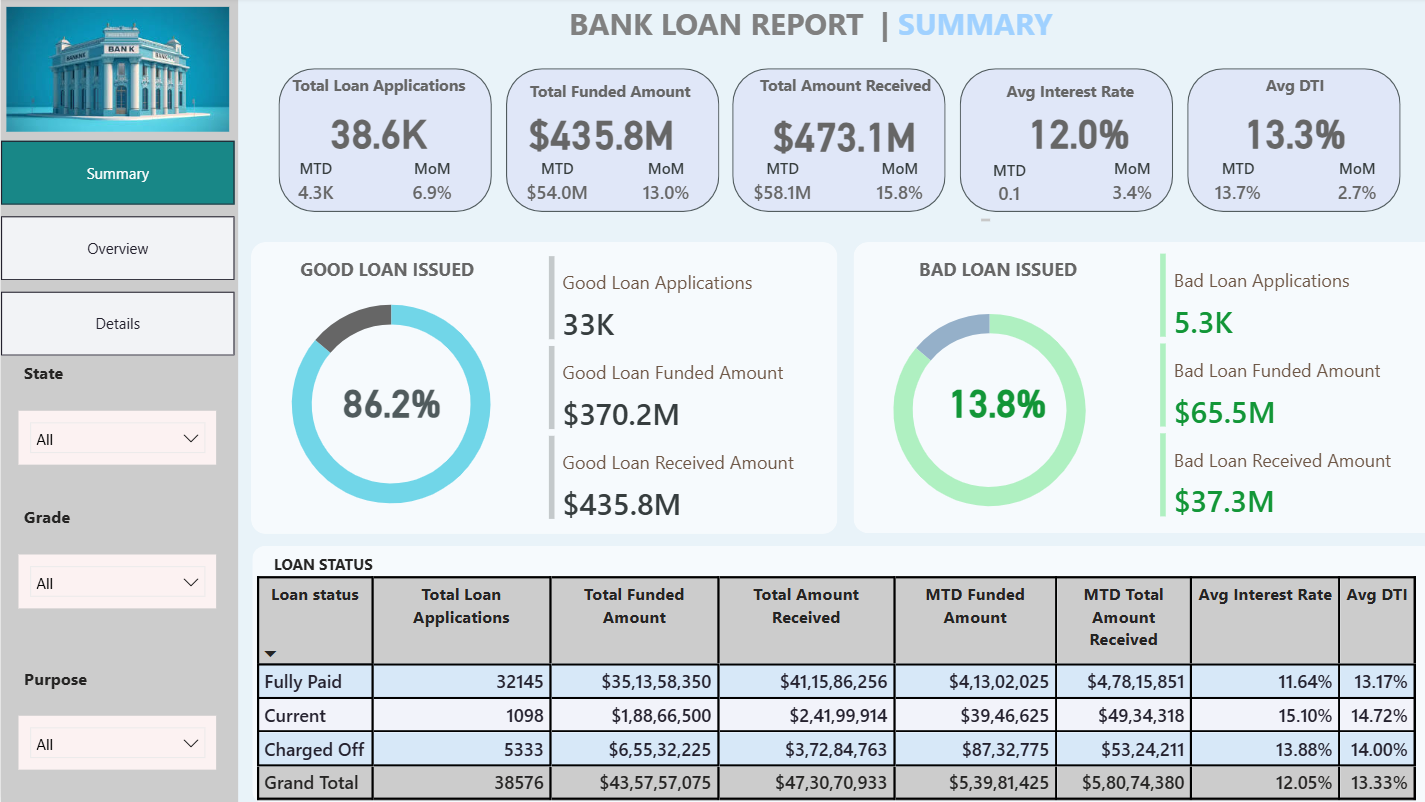 BANK LOAN REPORT | SUMMARY
BANK
Summary
Overview
Details
State
All
Grade
All
Purpose
All
Total Loan Applications
38.6K
MTD MoM
4.3K 6.9%
Total Funded Amount
$435.8M
MTD MoM
$54.0M 13.0%
Total Amount Received
$473.1M
MTD MoM
$58.1M 15.8%
Avg Interest Rate
12.0%
MTD MoM
0.1 3.4%
Avg DTI
13.3%
MTD MoM
13.7% 2.7%
GOOD LOAN ISSUED
86.2%
Good Loan Applications
33K
Good Loan Funded Amount
$370.2M
Good Loan Received Amount
$435.8M
BAD LOAN ISSUED
13.8%
Bad Loan Applications
5.3K
Bad Loan Funded Amount
$65.5M
Bad Loan Received Amount
$37.3M
LOAN STATUS
Loan status Total Loan Applications Total Funded Amount Total Amount Received MTD Funded Amount MTD Total Amount Received Avg Interest Rate Avg DTI
Fully Paid 32145 $35,13,58,350 $41,15,86,256 $4,13,02,025 $4,78,15,851 11.64% 13.17%
Current 1098 $1,88,66,500 $2,41,99,914 $39,46,625 $49,34,318 15.10% 14.72%
Charged Off 5333 $6,55,32,225 $3,72,84,763 $87,32,775 $53,24,211 13.88% 14.00%
Grand Total 38576 $43,57,57,075 $47,30,70,933 $5,39,81,425 $5,80,74,380 12.05% 13.33%